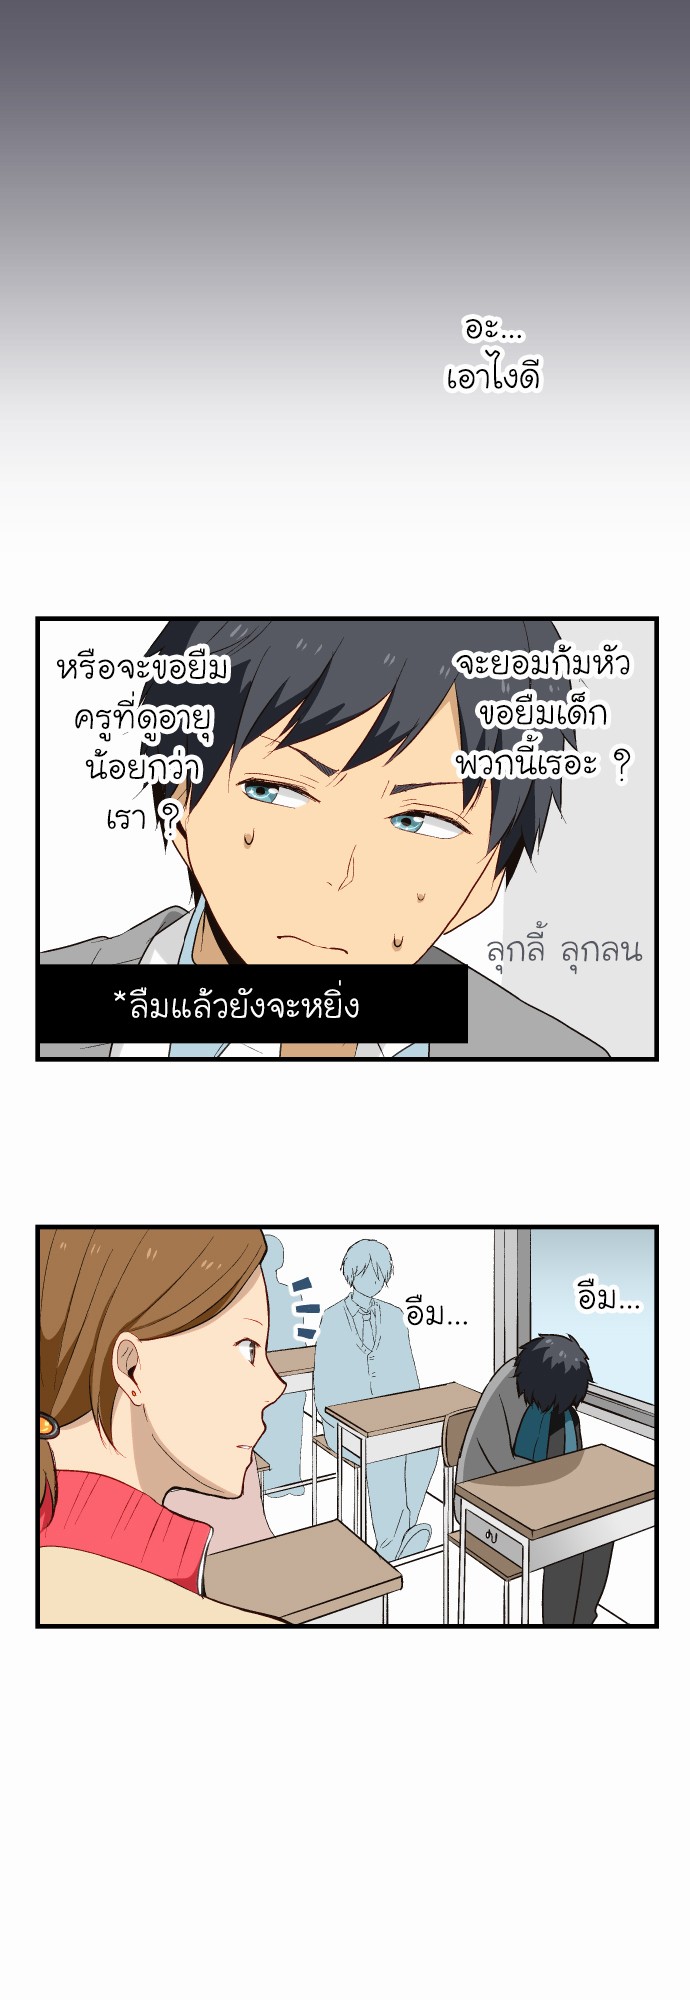 อะ...
เอาไงดี
จะยอมก้มหัว
ขอยืมเด็ก
พวกนี้เรอะ ?
หรือจะขอยืม
ครูที่ดูอายุ
น้อยกว่า
เรา ?
ลุกลี้ ลุกลน
*ลืมแล้วยังจะหยิ่ง
อืม...
อืม...